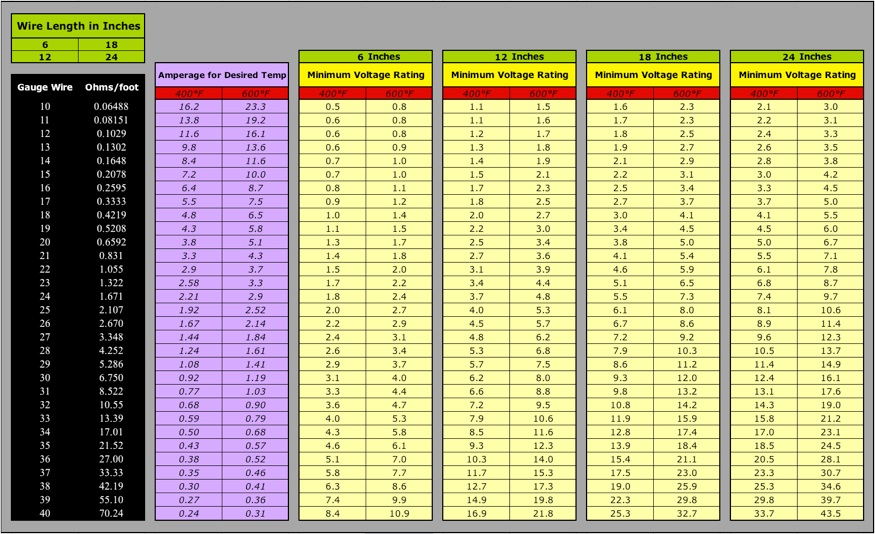 Wire Length in Inches
6 18
12 24
6 Inches 12 Inches 18 Inches 24 Inches
Amperage for Desired Temp Minimum Voltage Rating Minimum Voltage Rating Minimum Voltage Rating Minimum Voltage Rating
Gauge Wire Ohms/foot 400°F 600°F 400°F 600°F 400°F 600°F 400°F 600°F 400°F 600°F
10 0.06488 16.2 23.3 0.5 0.8 1.1 1.5 1.6 2.3 2.1 3.0
11 0.08151 13.8 19.2 0.6 0.8 1.1 1.6 1.7 2.3 2.2 3.1
12 0.1029 11.6 16.1 0.6 0.8 1.2 1.7 1.8 2.5 2.4 3.3
13 0.1302 9.8 13.6 0.6 0.9 1.3 1.8 1.9 2.7 2.6 3.5
14 0.1648 8.4 11.6 0.7 1.0 1.4 1.9 2.1 2.9 2.8 3.8
15 0.2078 7.2 10.0 0.7 1.0 1.5 2.1 2.2 3.1 3.0 4.2
16 0.2595 6.4 8.7 0.8 1.1 1.7 2.3 2.5 3.4 3.3 4.5
17 0.3333 5.5 7.5 0.9 1.2 1.8 2.5 2.7 3.7 3.7 5.0
18 0.4219 4.8 6.5 1.0 1.4 2.0 2.7 3.0 4.1 4.1 5.5
19 0.5208 4.3 5.8 1.1 1.5 2.2 3.0 3.4 4.5 4.5 6.0
20 0.6592 3.8 5.1 1.3 1.7 2.5 3.4 3.8 5.0 5.0 6.7
21 0.831 3.3 4.3 1.4 1.8 2.7 3.6 4.1 5.4 5.5 7.1
22 1.055 2.9 3.7 1.5 2.0 3.1 3.9 4.6 5.9 6.1 7.8
23 1.322 2.58 3.3 1.7 2.2 3.4 4.4 5.1 6.5 6.8 8.7
24 1.671 2.21 2.9 1.8 2.4 3.7 4.8 5.5 7.3 7.4 9.7
25 2.107 1.92 2.52 2.0 2.7 4.0 5.3 6.1 8.0 8.1 10.6
26 2.670 1.67 2.14 2.2 2.9 4.5 5.7 6.7 8.6 8.9 11.4
27 3.348 1.44 1.84 2.4 3.1 4.8 6.2 7.2 9.2 9.6 12.3
28 4.252 1.24 1.61 2.6 3.4 5.3 6.8 7.9 10.3 10.5 13.7
29 5.286 1.08 1.41 2.9 3.7 5.7 7.5 8.6 11.2 11.4 14.9
30 6.750 0.92 1.19 3.1 4.0 6.2 8.0 9.3 12.0 12.4 16.1
31 8.522 0.77 1.03 3.3 4.4 6.6 8.8 9.8 13.2 13.1 17.6
32 10.55 0.68 0.90 3.6 4.7 7.2 9.5 10.8 14.2 14.3 19.0
33 13.39 0.59 0.79 4.0 5.3 7.9 10.6 11.9 15.9 15.8 21.2
34 17.01 0.50 0.68 4.3 5.8 8.5 11.6 12.8 17.4 17.0 23.1
35 21.52 0.43 0.57 4.6 6.1 9.3 12.3 13.9 18.4 18.5 24.5
36 27.00 0.38 0.52 5.1 7.0 10.3 14.0 15.4 21.1 20.5 28.1
37 33.33 0.35 0.46 5.8 7.7 11.7 15.3 17.5 23.0 23.3 30.7
38 42.19 0.30 0.41 6.3 8.6 12.7 17.3 19.0 25.9 25.3 34.6
39 55.10 0.27 0.36 7.4 9.9 14.9 19.8 22.3 29.8 29.8 39.7
40 70.24 0.24 0.31 8.4 10.9 16.9 21.8 25.3 32.7 33.7 43.5